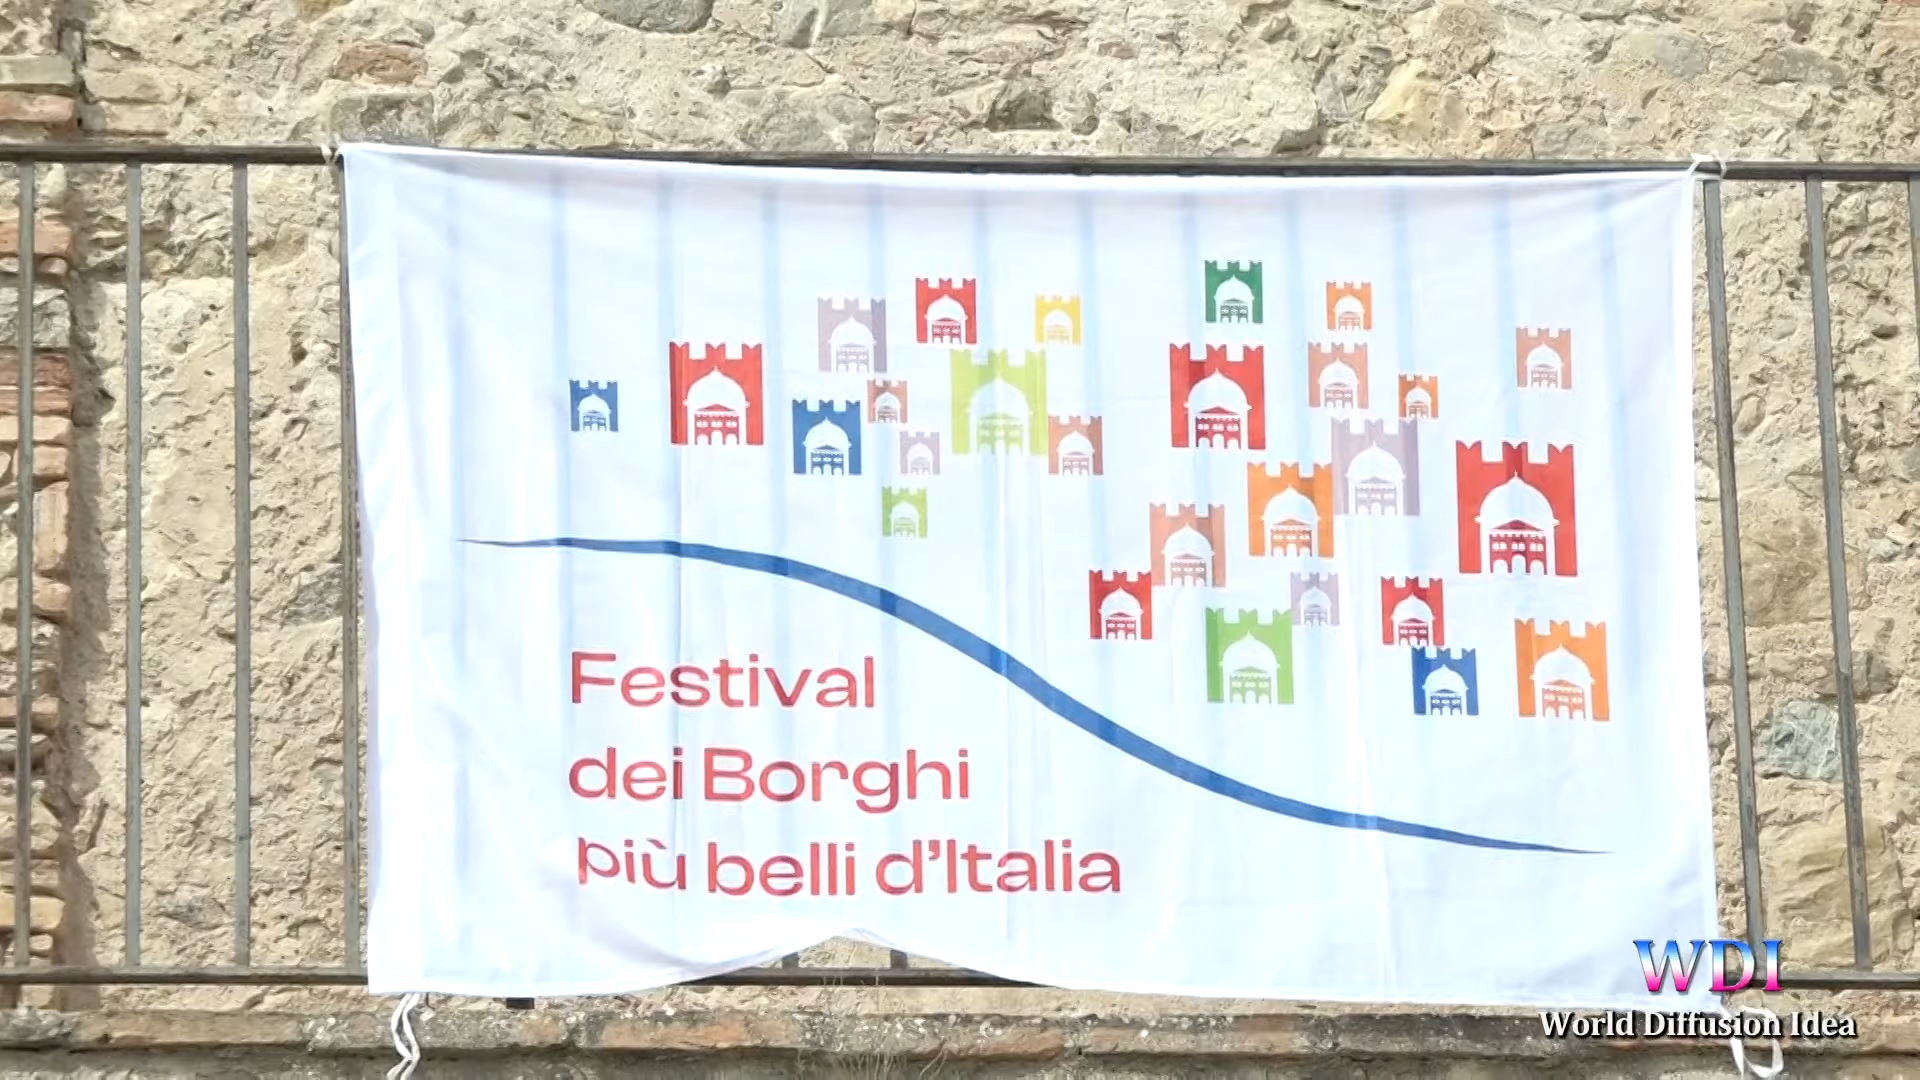 Festival
dei Borghi
più belli d'Italia
WDI
World Diffusion Idea